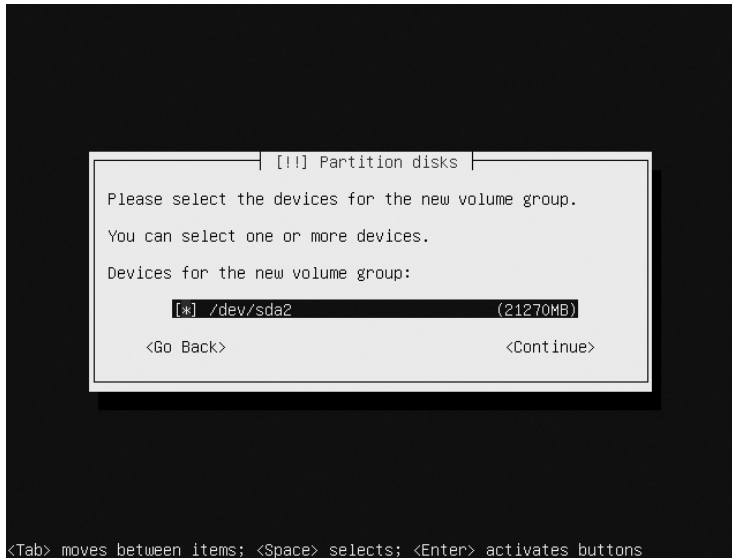 [!!] Partition disks
Please select the devices for the new volume group.
You can select one or more devices.
Devices for the new volume group:
[*] /dev/sda2 (21270MB)
<Go Back> <Continue>
<Tab> moves between items; <Space> selects; <Enter> activates buttons